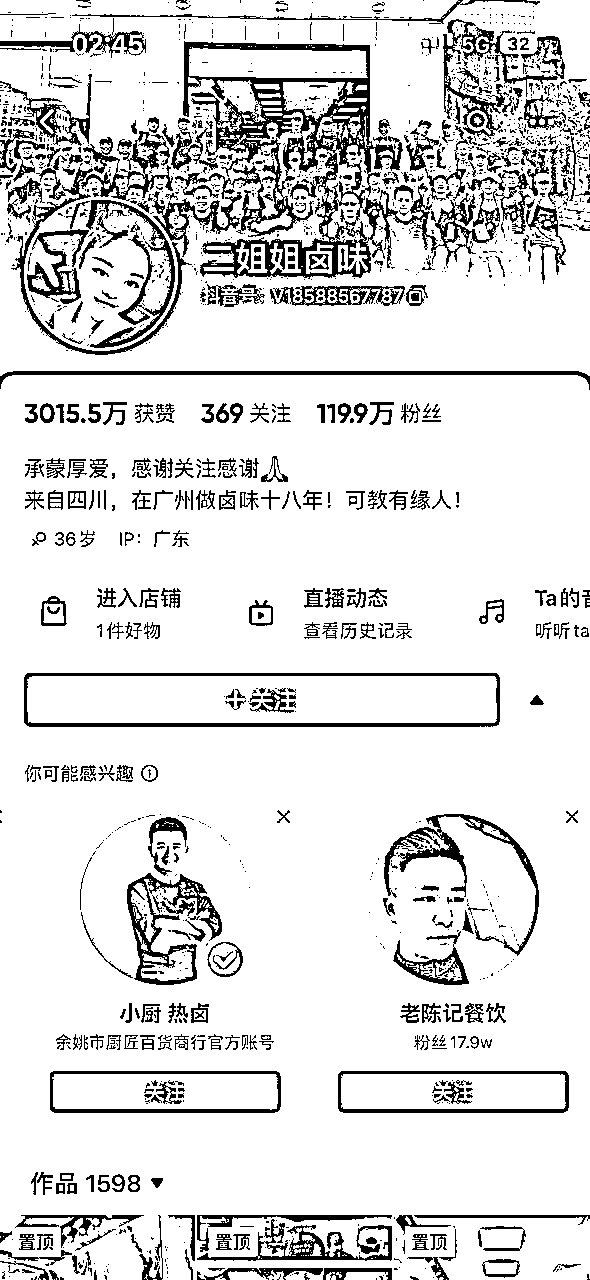 02:45
5G 32
二姐姐卤味
抖音号: V18588567787
3015.5万 获赞 369 关注 119.9万 粉丝
承蒙厚爱，感谢关注感谢🙏
来自四川，在广州做卤味十八年！可教有缘人！
♀ 36岁 IP：广东
进入店铺 直播动态 Ta的音
1件好物 查看历史记录 听听ta
+关注
你可能感兴趣
小厨 热卤 老陈记餐饮
余姚市厨匠百货商行官方账号 粉丝 17.9w
关注 关注
作品 1598
置顶 置顶 置顶